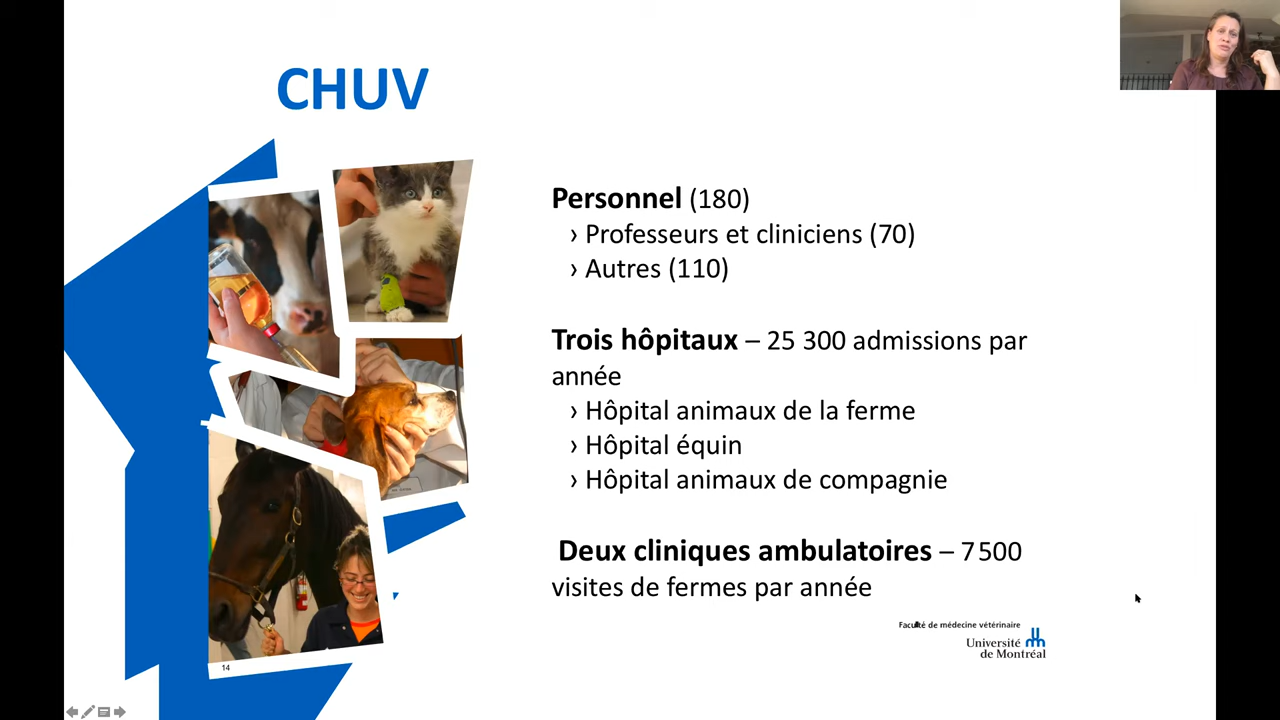 CHUV
Personnel (180)
› Professeurs et cliniciens (70)
› Autres (110)
Trois hôpitaux – 25 300 admissions par
année
› Hôpital animaux de la ferme
› Hôpital équin
› Hôpital animaux de compagnie
Deux cliniques ambulatoires – 7 500
visites de fermes par année
Faculté de médecine vétérinaire
Université
de Montréal
14